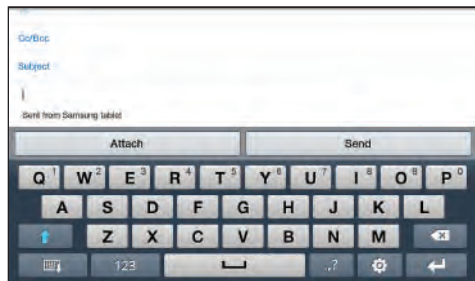 Cc/Bcc
Subject
Sent from Samsung tablet
Attach Send
Q 1 W 2 E 3 R 4 T 5 Y 6 U 7 I 8 O 9 P 0
A S D F G H J K L
Z X C V B N M
123 .,?